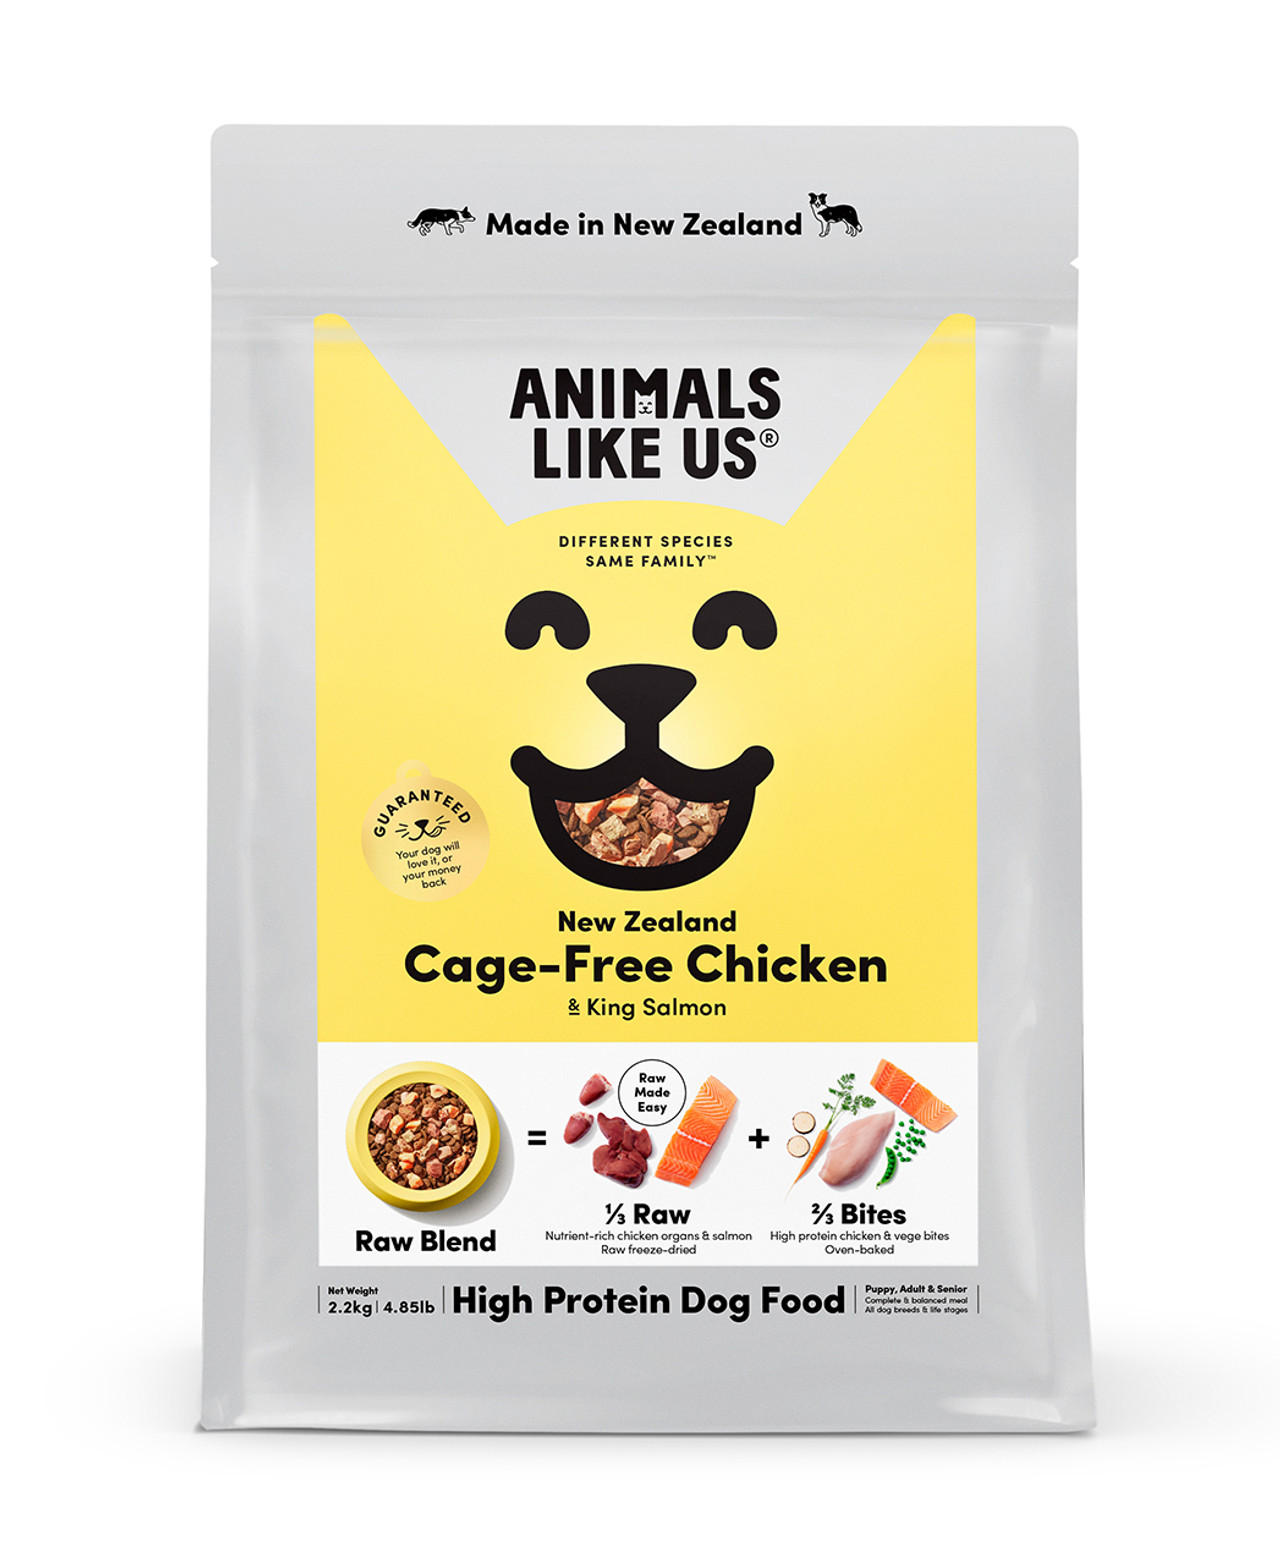 Made in New Zealand
ANIMALS
LIKE US®
DIFFERENT SPECIES
SAME FAMILY™
GUARANTEED
Your dog will
love it, or
your money
back
New Zealand
Cage-Free Chicken
& King Salmon
Raw
Made
Easy
=
+
Raw Blend
⅓ Raw
Nutrient-rich chicken organs & salmon
Raw freeze-dried
⅔ Bites
High protein chicken & vege bites
Oven-baked
Net Weight
2.2kg | 4.85lb
High Protein Dog Food
Puppy, Adult & Senior
Complete & balanced meal
All dog breeds & life stages